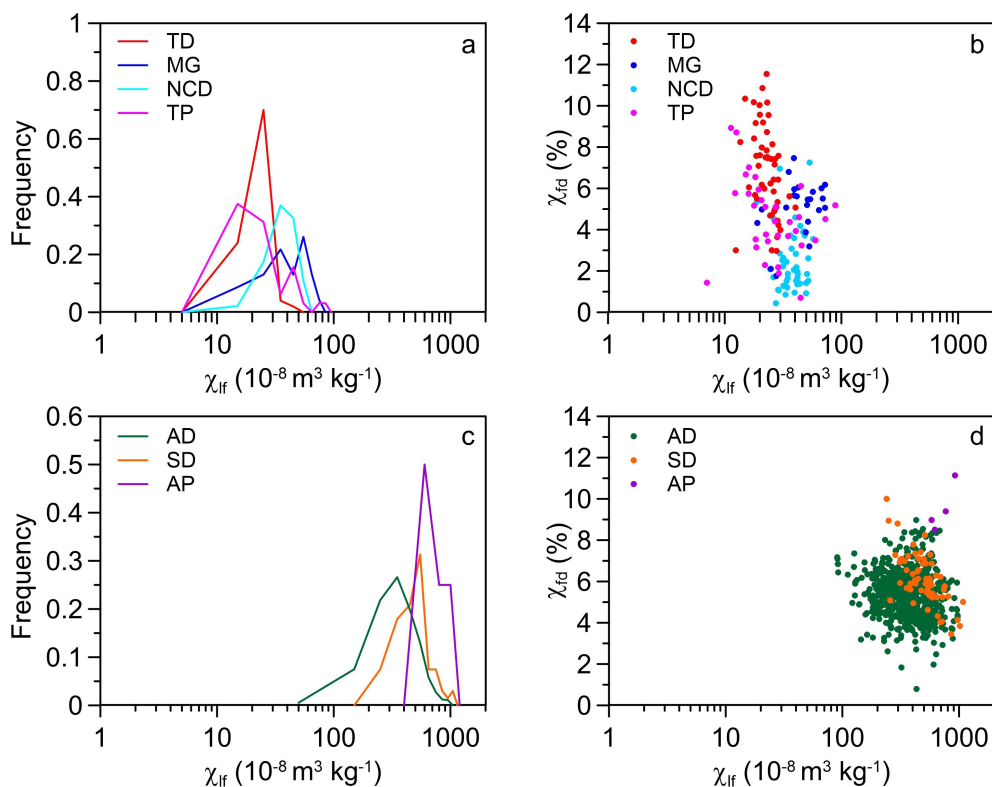 a
TD
MG
NCD
TP
Frequency
1
0.8
0.6
0.4
0.2
0
1 10 100 1000
χlf (10⁻⁸ m³ kg⁻¹)
b
TD
MG
NCD
TP
χfd (%)
14
12
10
8
6
4
2
0
1 10 100 1000
χlf (10⁻⁸ m³ kg⁻¹)
c
AD
SD
AP
Frequency
0.6
0.5
0.4
0.3
0.2
0.1
0
1 10 100 1000
χlf (10⁻⁸ m³ kg⁻¹)
d
AD
SD
AP
χfd (%)
14
12
10
8
6
4
2
0
1 10 100 1000
χlf (10⁻⁸ m³ kg⁻¹)